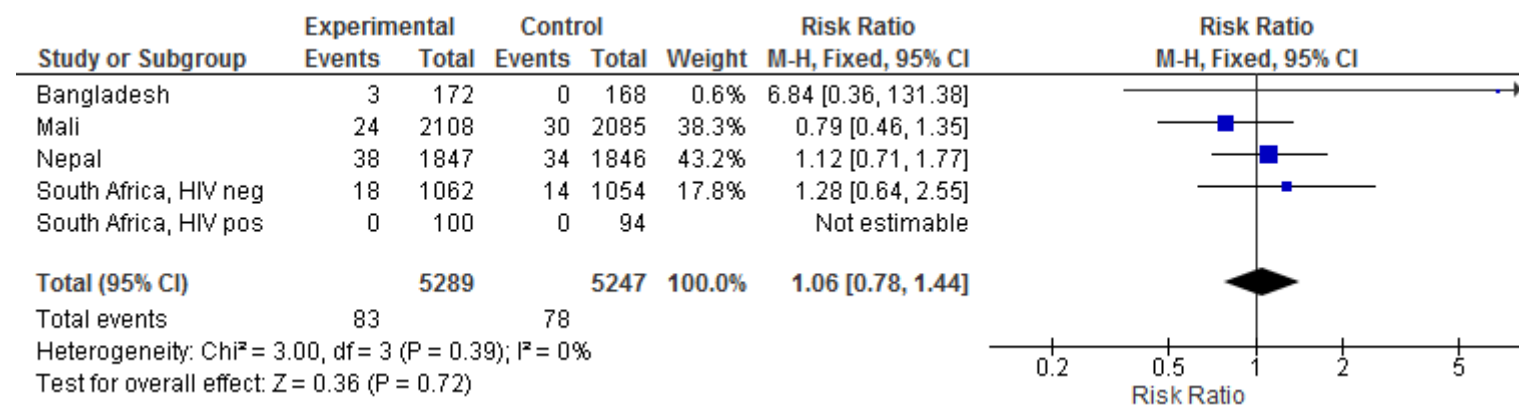 Experimental Control Risk Ratio Risk Ratio
Study or Subgroup Events Total Events Total Weight M-H, Fixed, 95% CI M-H, Fixed, 95% CI
Bangladesh 3 172 0 168 0.6% 6.84 [0.36, 131.38]
Mali 24 2108 30 2085 38.3% 0.79 [0.46, 1.35]
Nepal 38 1847 34 1846 43.2% 1.12 [0.71, 1.77]
South Africa, HIV neg 18 1062 14 1054 17.8% 1.28 [0.64, 2.55]
South Africa, HIV pos 0 100 0 94 Not estimable
Total (95% CI) 5289 5247 100.0% 1.06 [0.78, 1.44]
Total events 83 78
Heterogeneity: Chi² = 3.00, df = 3 (P = 0.39); I² = 0%
Test for overall effect: Z = 0.36 (P = 0.72)
0.2 0.5 1 2 5
Risk Ratio